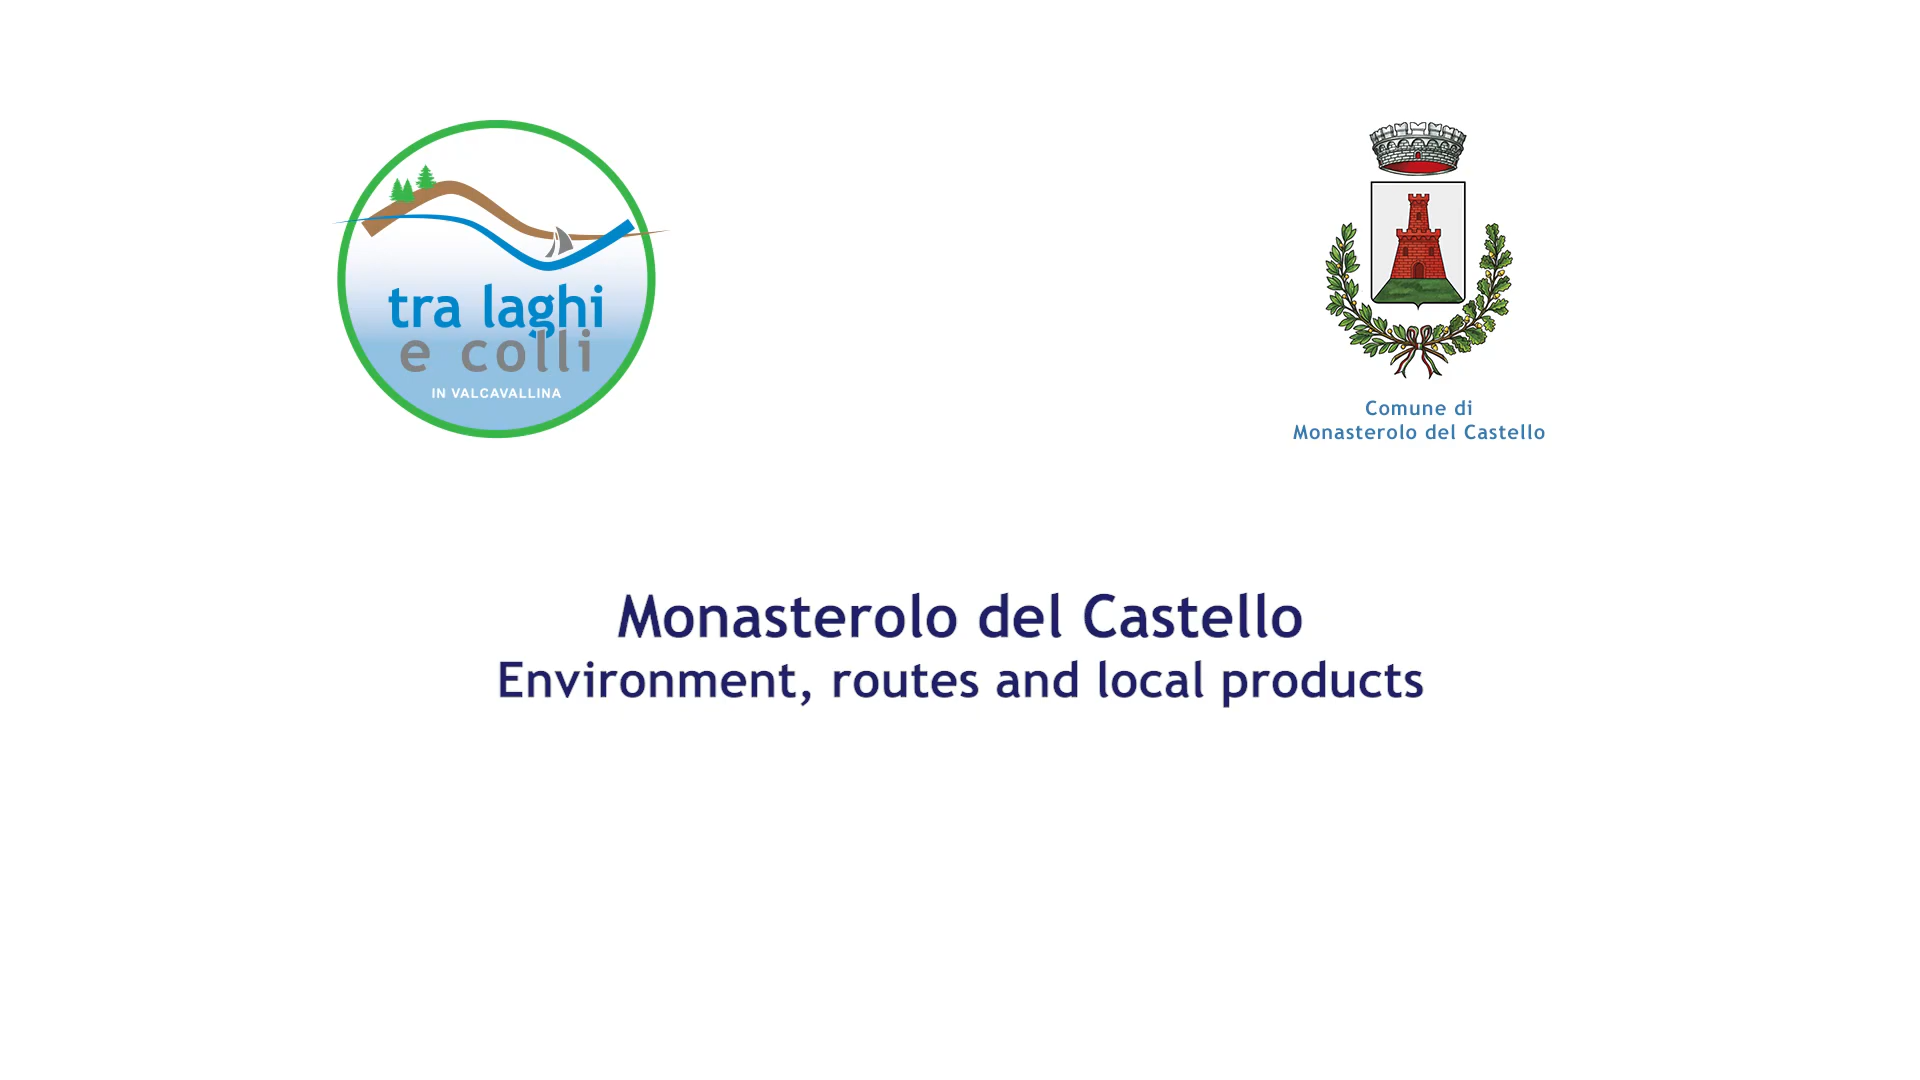 tra laghi
e colli
IN VALCAVALLINA
Comune di
Monasterolo del Castello
Monasterolo del Castello
Environment, routes and local products